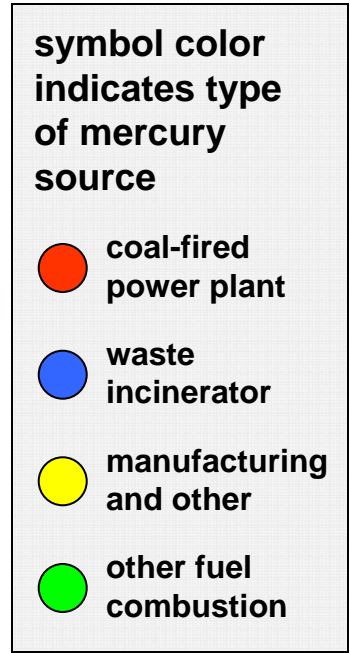 symbol color
indicates type
of mercury
source
coal-fired
power plant
waste
incinerator
manufacturing
and other
other fuel
combustion